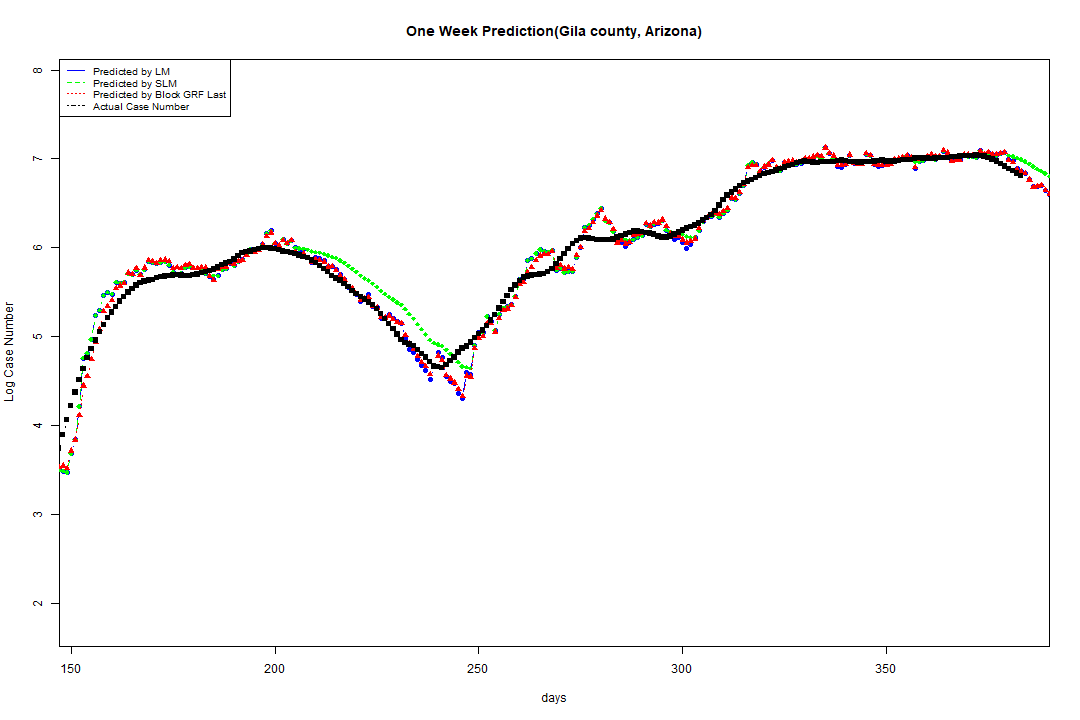 One Week Prediction(Gila county, Arizona)
Predicted by LM
Predicted by SLM
Predicted by Block GRF Last
Actual Case Number
8
7
6
5
4
3
2
Log Case Number
150 200 250 300 350
days